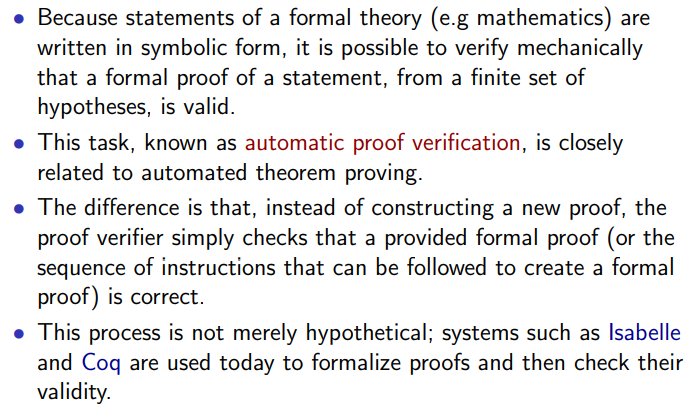 • Because statements of a formal theory (e.g mathematics) are
written in symbolic form, it is possible to verify mechanically
that a formal proof of a statement, from a finite set of
hypotheses, is valid.
• This task, known as automatic proof verification, is closely
related to automated theorem proving.
• The difference is that, instead of constructing a new proof, the
proof verifier simply checks that a provided formal proof (or the
sequence of instructions that can be followed to create a formal
proof) is correct.
• This process is not merely hypothetical; systems such as Isabelle
and Coq are used today to formalize proofs and then check their
validity.